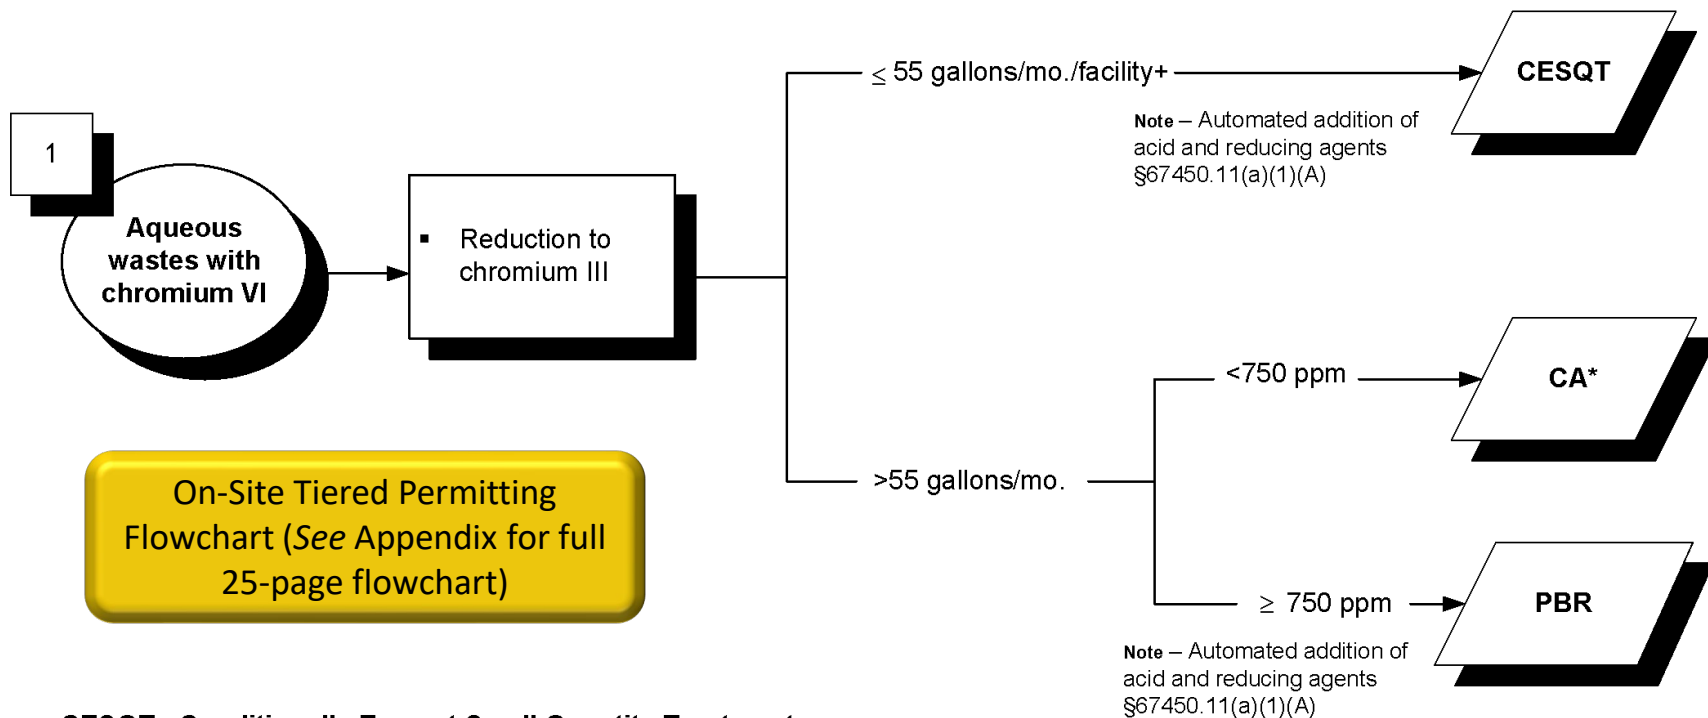 1
Aqueous
wastes with
chromium VI
▪ Reduction to
chromium III
≤ 55 gallons/mo./facility+
Note – Automated addition of
acid and reducing agents
§67450.11(a)(1)(A)
CESQT
>55 gallons/mo.
<750 ppm
CA*
≥ 750 ppm
PBR
Note – Automated addition of
acid and reducing agents
§67450.11(a)(1)(A)
On-Site Tiered Permitting
Flowchart (See Appendix for full
25-page flowchart)